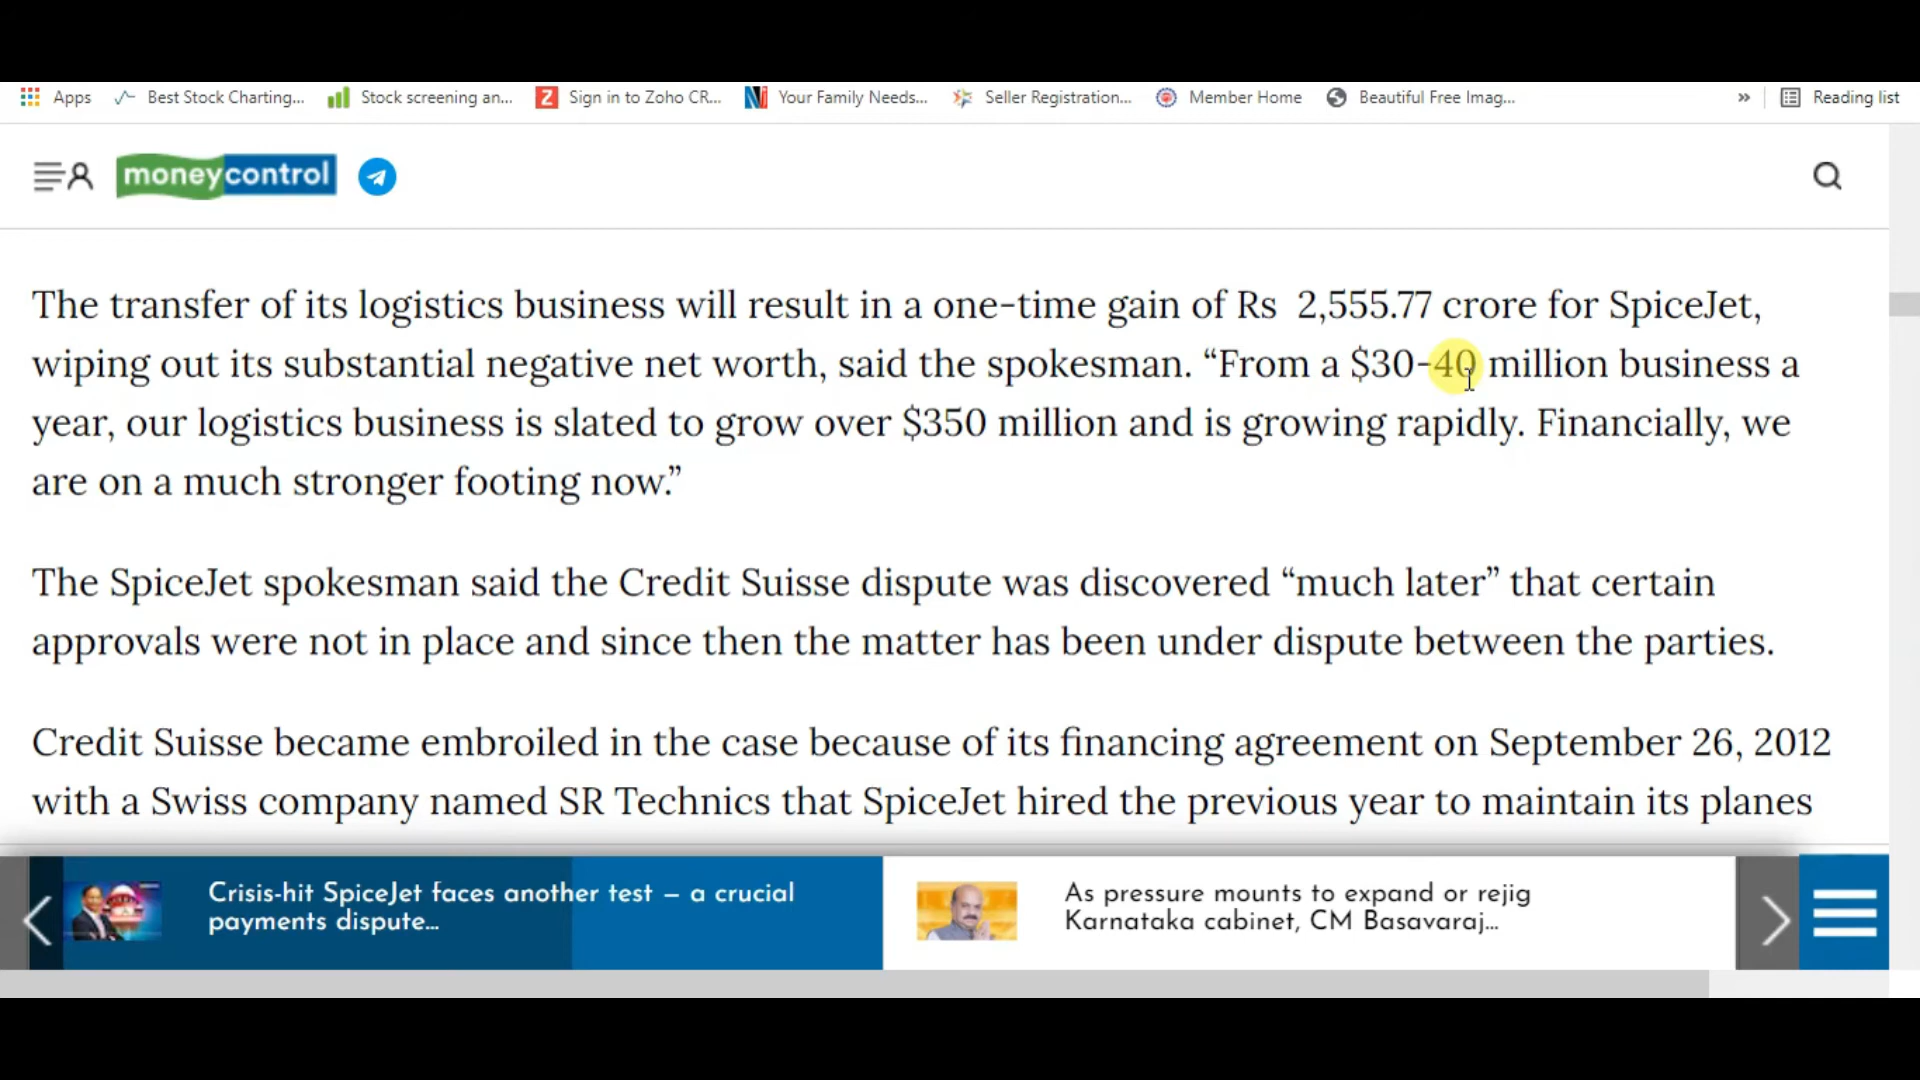 Apps Best Stock Charting... Stock screening an... Sign in to Zoho CR... Your Family Needs... Seller Registration... Member Home Beautiful Free Imag... » Reading list
moneycontrol
The transfer of its logistics business will result in a one-time gain of Rs 2,555.77 crore for SpiceJet,
wiping out its substantial negative net worth, said the spokesman. “From a $30-40 million business a
year, our logistics business is slated to grow over $350 million and is growing rapidly. Financially, we
are on a much stronger footing now.”
The SpiceJet spokesman said the Credit Suisse dispute was discovered “much later” that certain
approvals were not in place and since then the matter has been under dispute between the parties.
Credit Suisse became embroiled in the case because of its financing agreement on September 26, 2012
with a Swiss company named SR Technics that SpiceJet hired the previous year to maintain its planes
Crisis-hit SpiceJet faces another test – a crucial
payments dispute...
As pressure mounts to expand or rejig
Karnataka cabinet, CM Basavaraj...